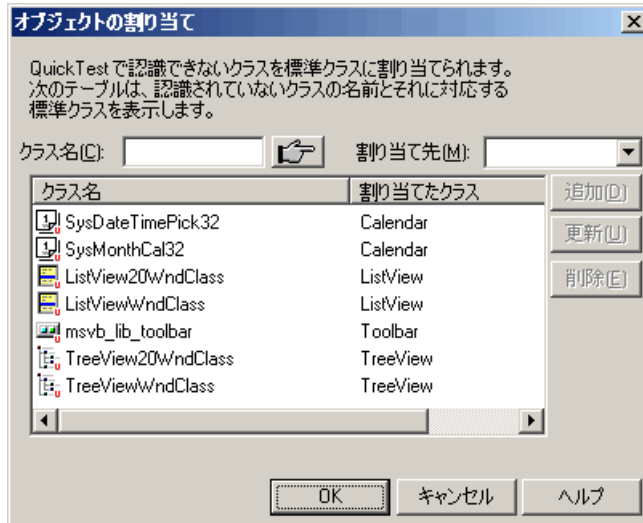 オブジェクトの割り当て
QuickTest で認識できないクラスを標準クラスに割り当てられます。
次のテーブルは、認識されていないクラスの名前とそれに対応する
標準クラスを表示します。
クラス名(C): 割り当て先(M):
クラス名 割り当てたクラス 追加(D)
SysDateTimePick32 Calendar
SysMonthCal32 Calendar 更新(U)
ListView20WndClass ListView 削除(E)
ListViewWndClass ListView
msvb_lib_toolbar Toolbar
TreeView20WndClass TreeView
TreeViewWndClass TreeView
OK キャンセル ヘルプ